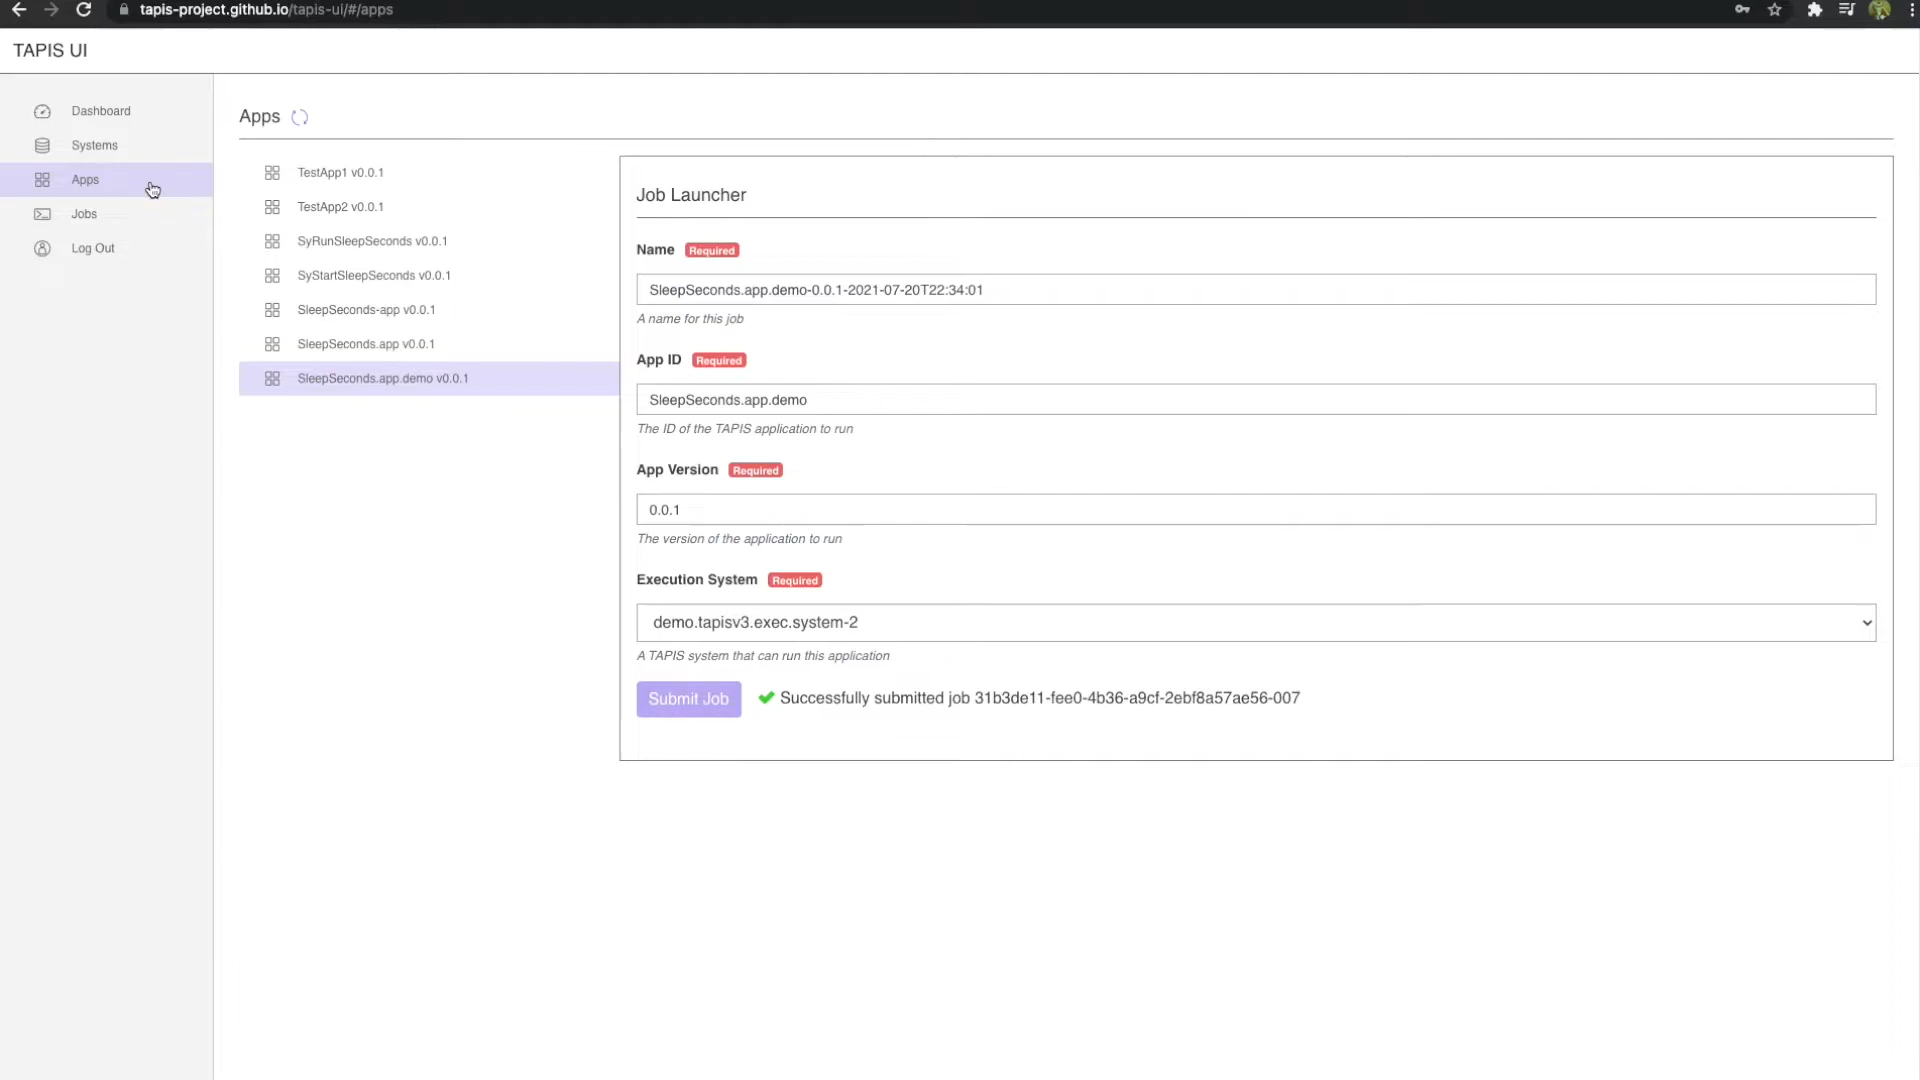 tapis-project.github.io/tapis-ui/#/apps
TAPIS UI
Dashboard
Systems
Apps
Jobs
Log Out
Apps
TestApp1 v0.0.1
TestApp2 v0.0.1
SyRunSleepSeconds v0.0.1
SyStartSleepSeconds v0.0.1
SleepSeconds-app v0.0.1
SleepSeconds.app v0.0.1
SleepSeconds.app.demo v0.0.1
Job Launcher
Name Required
SleepSeconds.app.demo-0.0.1-2021-07-20T22:34:01
A name for this job
App ID Required
SleepSeconds.app.demo
The ID of the TAPIS application to run
App Version Required
0.0.1
The version of the application to run
Execution System Required
demo.tapisv3.exec.system-2
A TAPIS system that can run this application
Submit Job Successfully submitted job 31b3de11-fee0-4b36-a9cf-2ebf8a57ae56-007